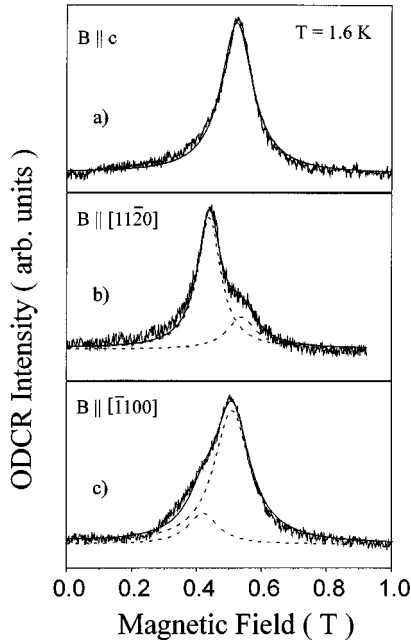 B || c T = 1.6 K
a)
B || [112̄0]
b)
B || [1̄100]
c)
ODCR Intensity ( arb. units )
0.0 0.2 0.4 0.6 0.8 1.0
Magnetic Field ( T )